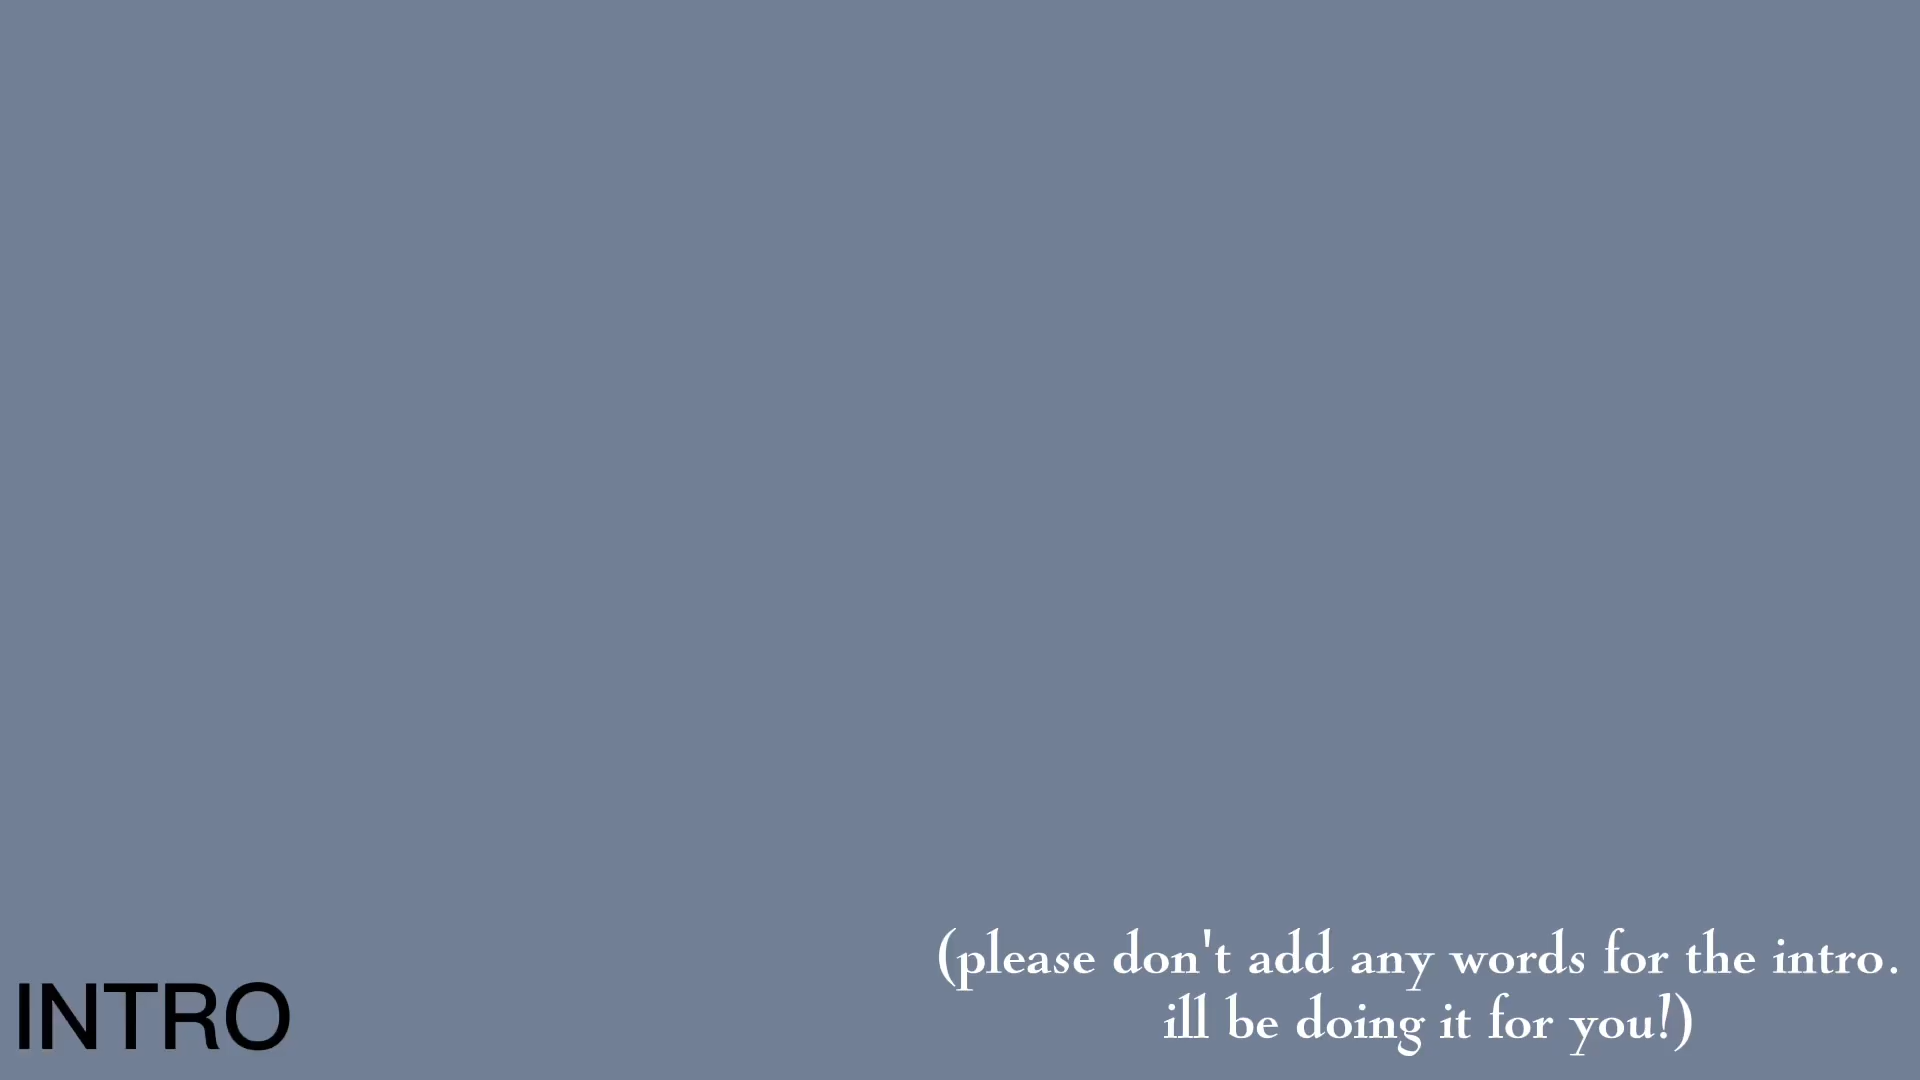 (please don't add any words for the intro.
ill be doing it for you!)
INTRO